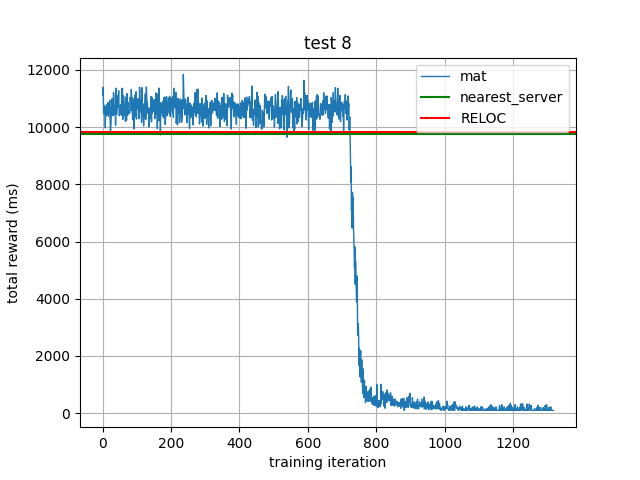 test 8
12000
10000
8000
6000
4000
2000
0
total reward (ms)
mat
nearest_server
RELOC
0 200 400 600 800 1000 1200
training iteration